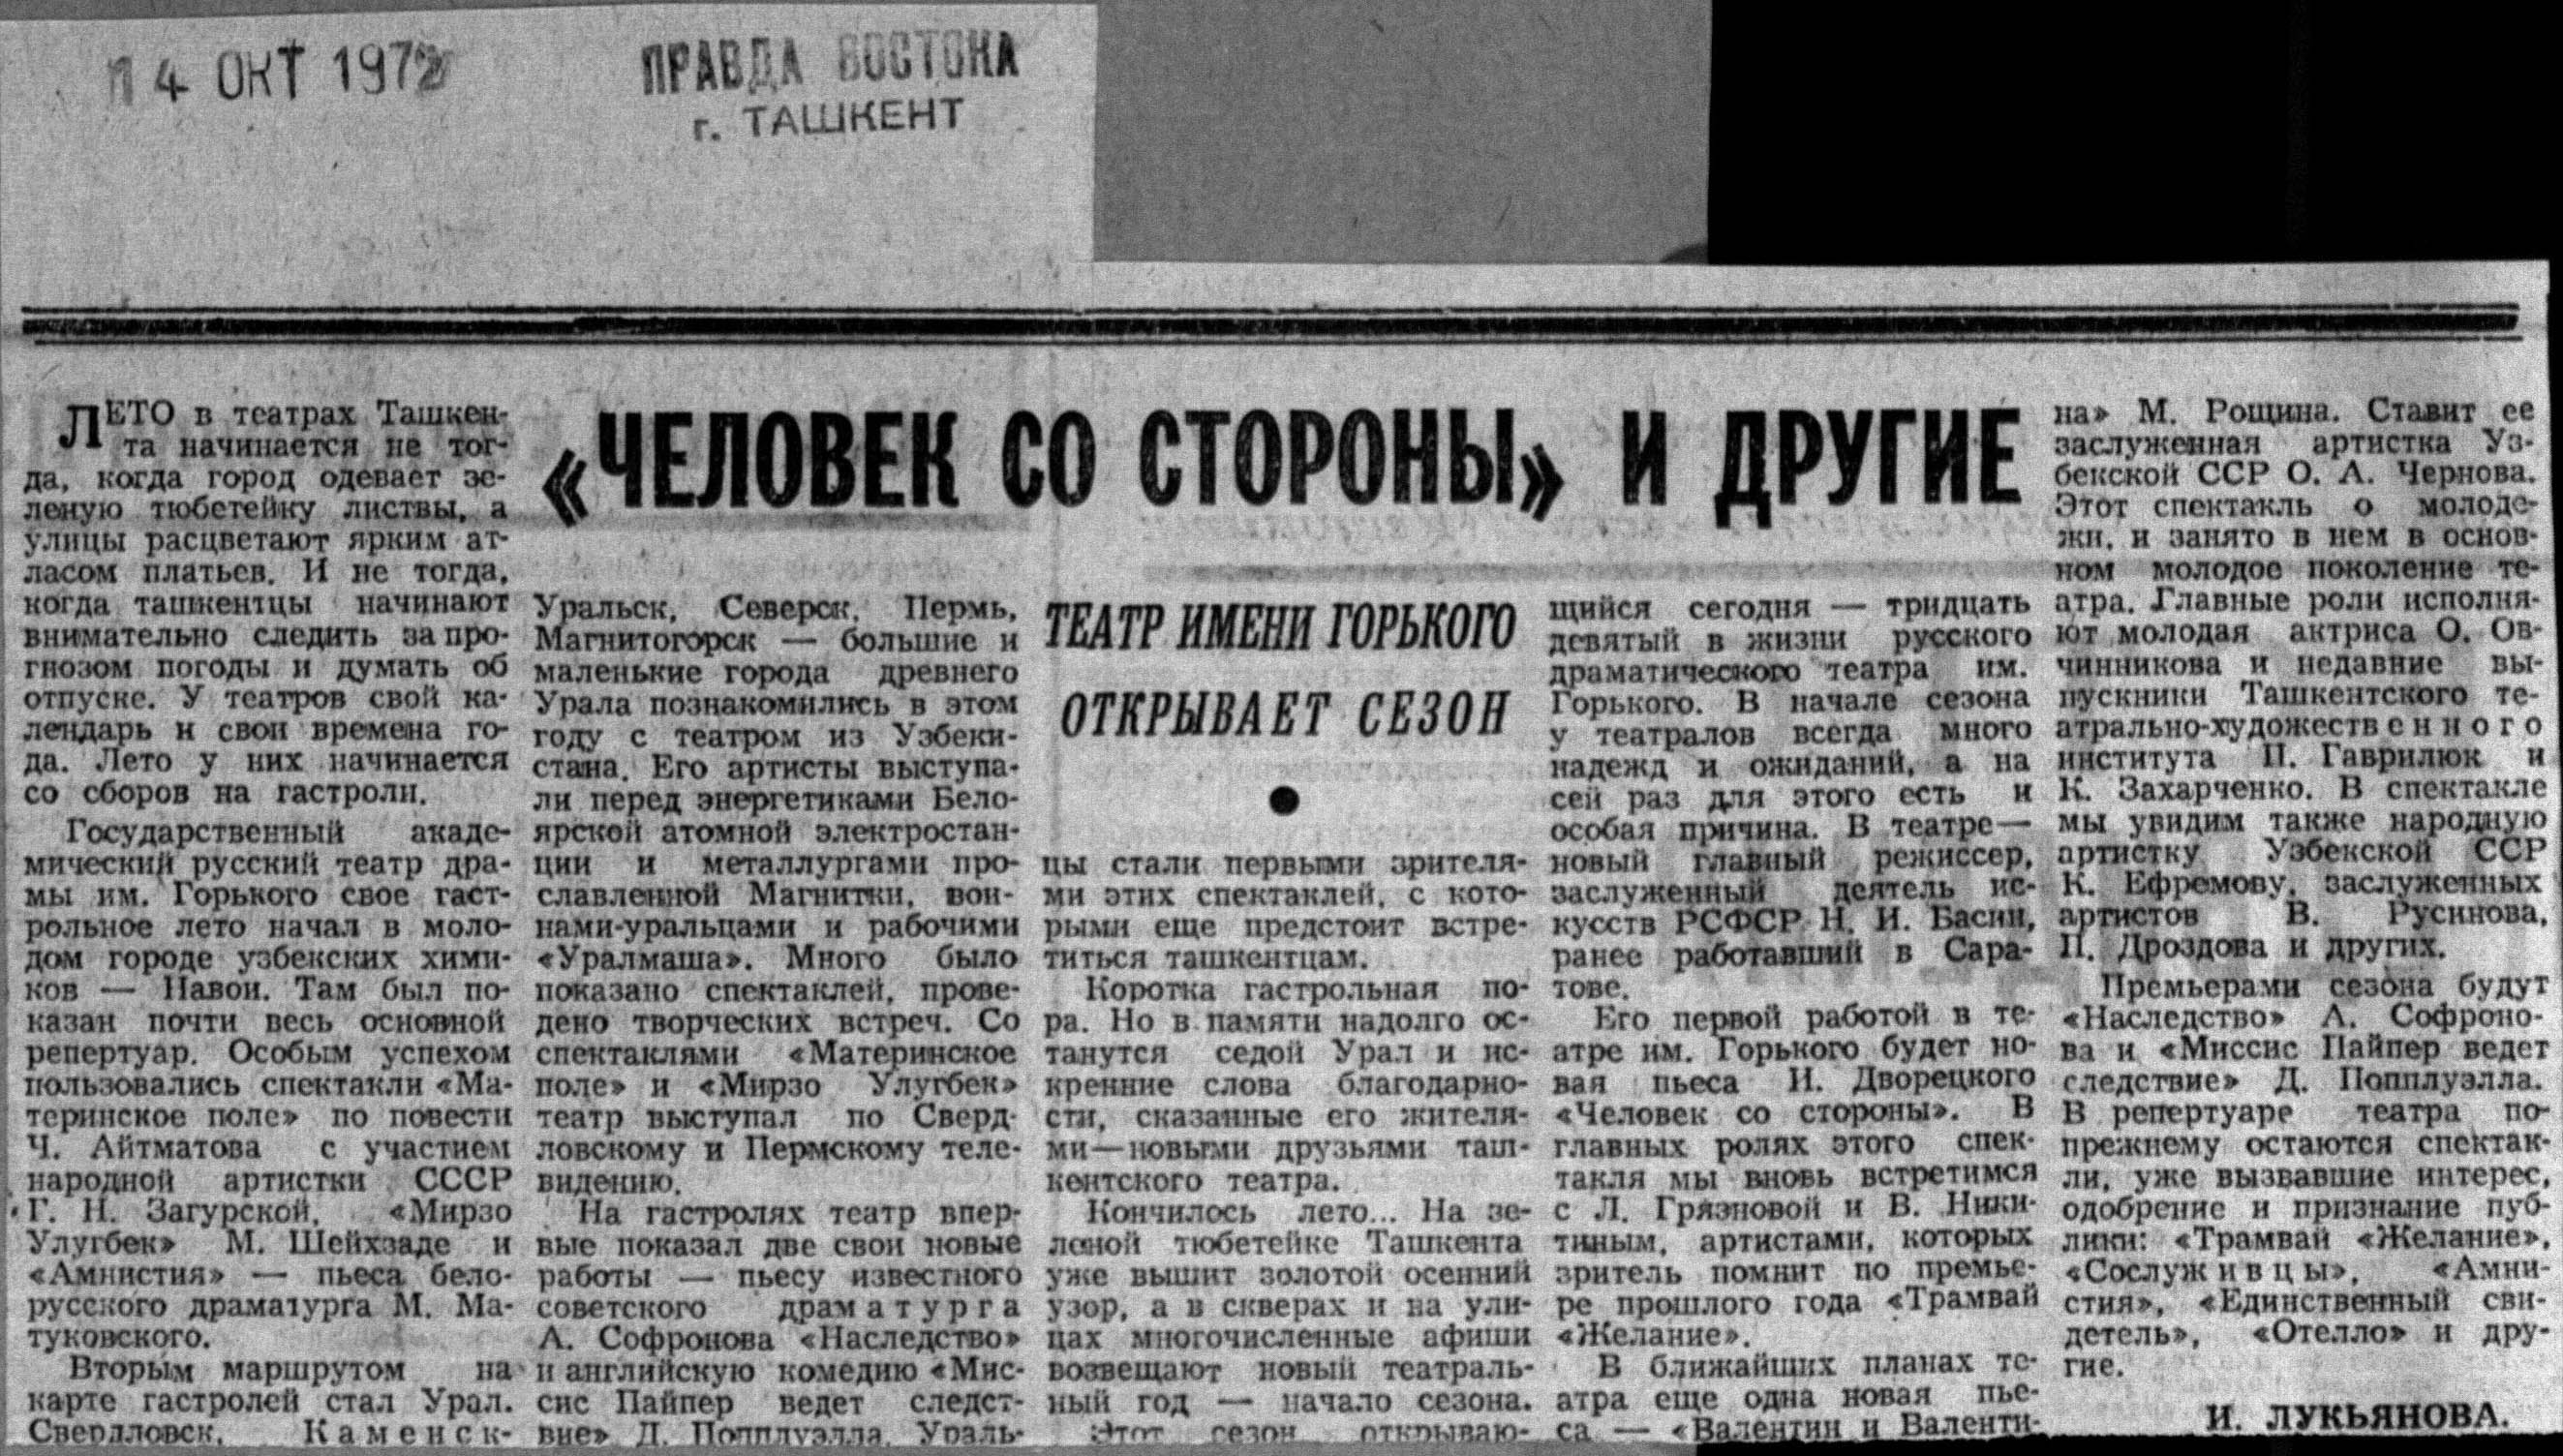 14 ОКТ 1972
ПРАВДА ВОСТОКА
г. ТАШКЕНТ
«ЧЕЛОВЕК СО СТОРОНЫ» И ДРУГИЕ
ТЕАТР ИМЕНИ ГОРЬКОГО
ОТКРЫВАЕТ СЕЗОН
ЛЕТО в театрах Ташкен-
та начинается не тог-
да, когда город одевает зе-
леную тюбетейку листвы, а
улицы расцветают ярким ат-
ласом платьев. И не тогда,
когда ташкентцы начинают
внимательно следить за про-
гнозом погоды и думать об
отпуске. У театров свой ка-
лендарь и свои времена го-
да. Лето у них начинается
со сборов на гастроли.
Государственный акаде-
мический русский театр дра-
мы им. Горького свое гаст-
рольное лето начал в моло-
дом городе узбекских хими-
ков — Навои. Там был по-
казан почти весь основной
репертуар. Особым успехом
пользовались спектакли «Ма-
теринское поле» по повести
Ч. Айтматова с участием
народной артистки СССР
Г. Н. Загурской, «Мирзо
Улугбек» М. Шейхзаде и
«Амнистия» — пьеса бело-
русского драматурга М. Ма-
туковского.
Вторым маршрутом на
карте гастролей стал Урал.
Свердловск, Каменск-
Уральск, Северск, Пермь,
Магнитогорск — большие и
маленькие города древнего
Урала познакомились в этом
году с театром из Узбеки-
стана. Его артисты выступа-
ли перед энергетиками Бело-
ярской атомной электростан-
ции и металлургами про-
славленной Магнитки, вои-
нами-уральцами и рабочими
«Уралмаша». Много было
показано спектаклей, прове-
дено творческих встреч. Со
спектаклями «Материнское
поле» и «Мирзо Улугбек»
театр выступал по Сверд-
ловскому и Пермскому теле-
видению.
На гастролях театр впер-
вые показал две свои новые
работы — пьесу известного
советского драматурга
А. Софронова «Наследство»
и английскую комедию «Мис-
сис Пайпер ведет следст-
вие» Д. Попплуэлла. Ураль-
цы стали первыми зрителя-
ми этих спектаклей, с кото-
рыми еще предстоит встре-
титься ташкентцам.
Коротка гастрольная по-
ра. Но в памяти надолго ос-
танутся седой Урал и ис-
кренние слова благодарно-
сти, сказанные его жителя-
ми—новыми друзьями таш-
кентского театра.
Кончилось лето... На зе-
леной тюбетейке Ташкента
уже вышит золотой осенний
узор, а в скверах и на ули-
цах многочисленные афиши
возвещают новый театраль-
ный год — начало сезона.
Этот сезон открываю-
щийся сегодня — тридцать
девятый в жизни русского
драматического театра им.
Горького. В начале сезона
у театралов всегда много
надежд и ожиданий, а на
сей раз для этого есть и
особая причина. В театре—
новый главный режиссер,
заслуженный деятель ис-
кусств РСФСР Н. И. Басин,
ранее работавший в Сара-
тове.
Его первой работой в те-
атре им. Горького будет но-
вая пьеса И. Дворецкого
«Человек со стороны». В
главных ролях этого спек-
такля мы вновь встретимся
с Л. Грязновой и В. Ники-
тиным, артистами, которых
зритель помнит по премье-
ре прошлого года «Трамвай
«Желание».
В ближайших планах те-
атра еще одна новая пье-
са — «Валентин и Валенти-
на» М. Рощина. Ставит ее
заслуженная артистка Уз-
бекской ССР О. А. Чернова.
Этот спектакль о молоде-
жи, и занято в нем в основ-
ном молодое поколение те-
атра. Главные роли исполня-
ют молодая актриса О. Ов-
чинникова и недавние вы-
пускники Ташкентского те-
атрально-художественного
института П. Гаврилюк и
К. Захарченко. В спектакле
мы увидим также народную
артистку Узбекской ССР
К. Ефремову, заслуженных
артистов В. Русинова,
П. Дроздова и других.
Премьерами сезона будут
«Наследство» А. Софроно-
ва и «Миссис Пайпер ведет
следствие» Д. Попплуэлла.
В репертуаре театра по-
прежнему остаются спектак-
ли, уже вызвавшие интерес,
одобрение и признание пуб-
лики: «Трамвай «Желание»,
«Сослуживцы», «Амни-
стия», «Единственный сви-
детель», «Отелло» и дру-
гие.
И. ЛУКЬЯНОВА.